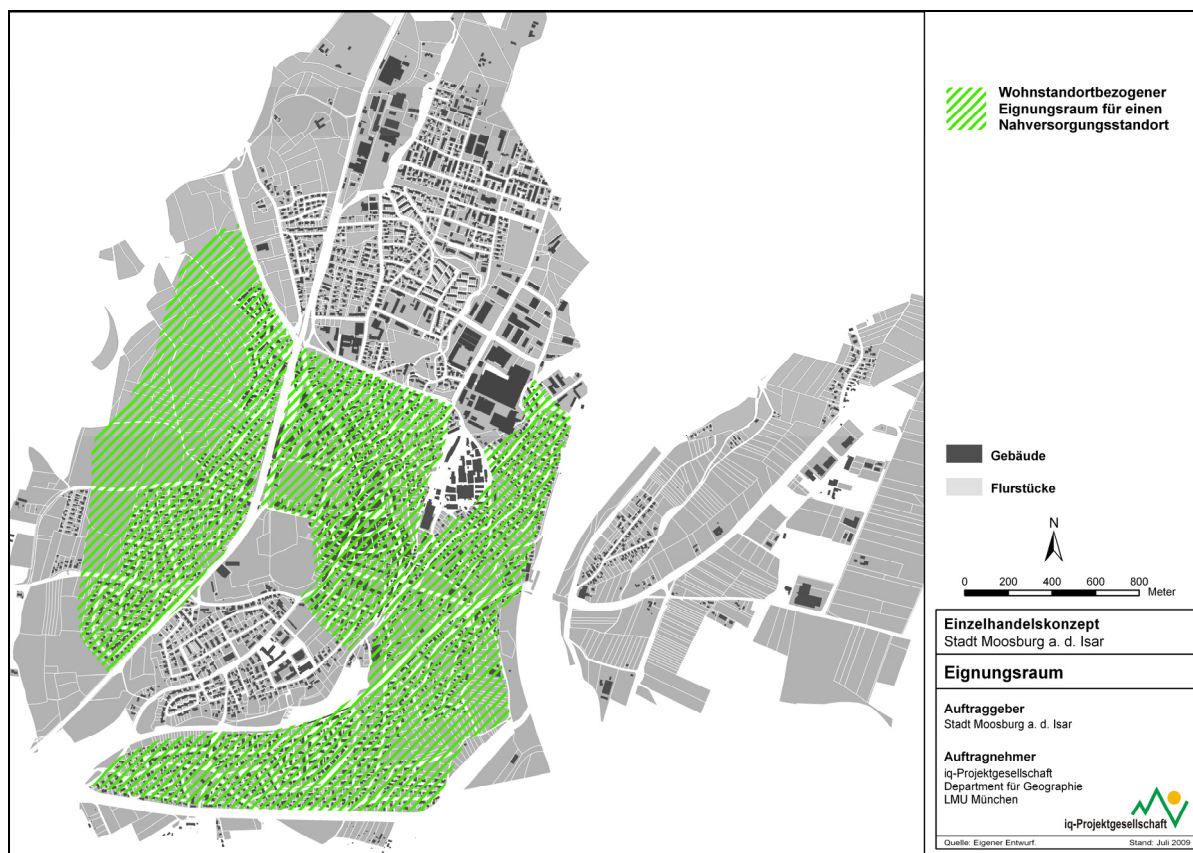 Wohnstandortbezogener
Eignungsraum für einen
Nahversorgungsstandort
Gebäude
Flurstücke
N
0 200 400 600 800 Meter
Einzelhandelskonzept
Stadt Moosburg a. d. Isar
Eignungsraum
Auftraggeber
Stadt Moosburg a. d. Isar
Auftragnehmer
iq-Projektgesellschaft
Department für Geographie
LMU München
iq-Projektgesellschaft
Quelle: Eigener Entwurf. Stand: Juli 2009